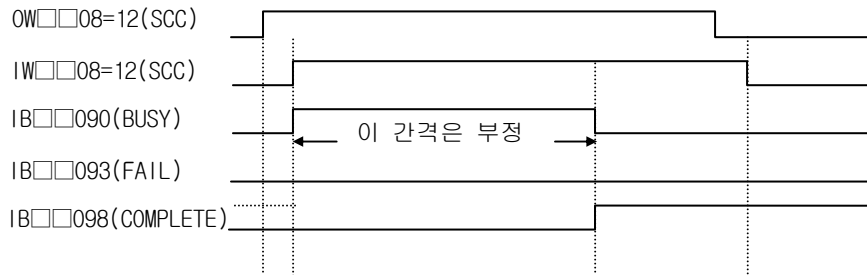 OW□□08=12(SCC)
IW□□08=12(SCC)
IB□□090(BUSY)
이 간격은 부정
IB□□093(FAIL)
IB□□098(COMPLETE)